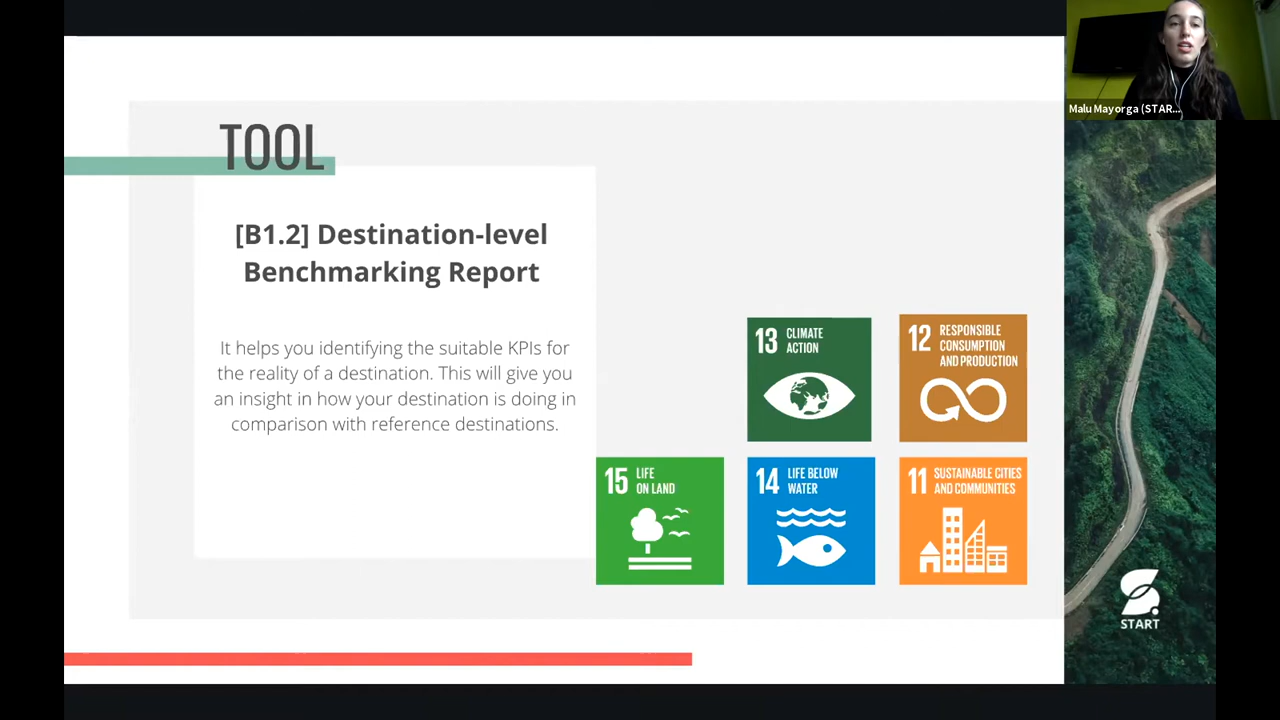 Malu Mayorga (STAR...
TOOL
[B1.2] Destination-level
Benchmarking Report
It helps you identifying the suitable KPIs for
the reality of a destination. This will give you
an insight in how your destination is doing in
comparison with reference destinations.
13 CLIMATE
ACTION
12 RESPONSIBLE
CONSUMPTION
AND PRODUCTION
15 LIFE
ON LAND
14 LIFE BELOW
WATER
11 SUSTAINABLE CITIES
AND COMMUNITIES
START